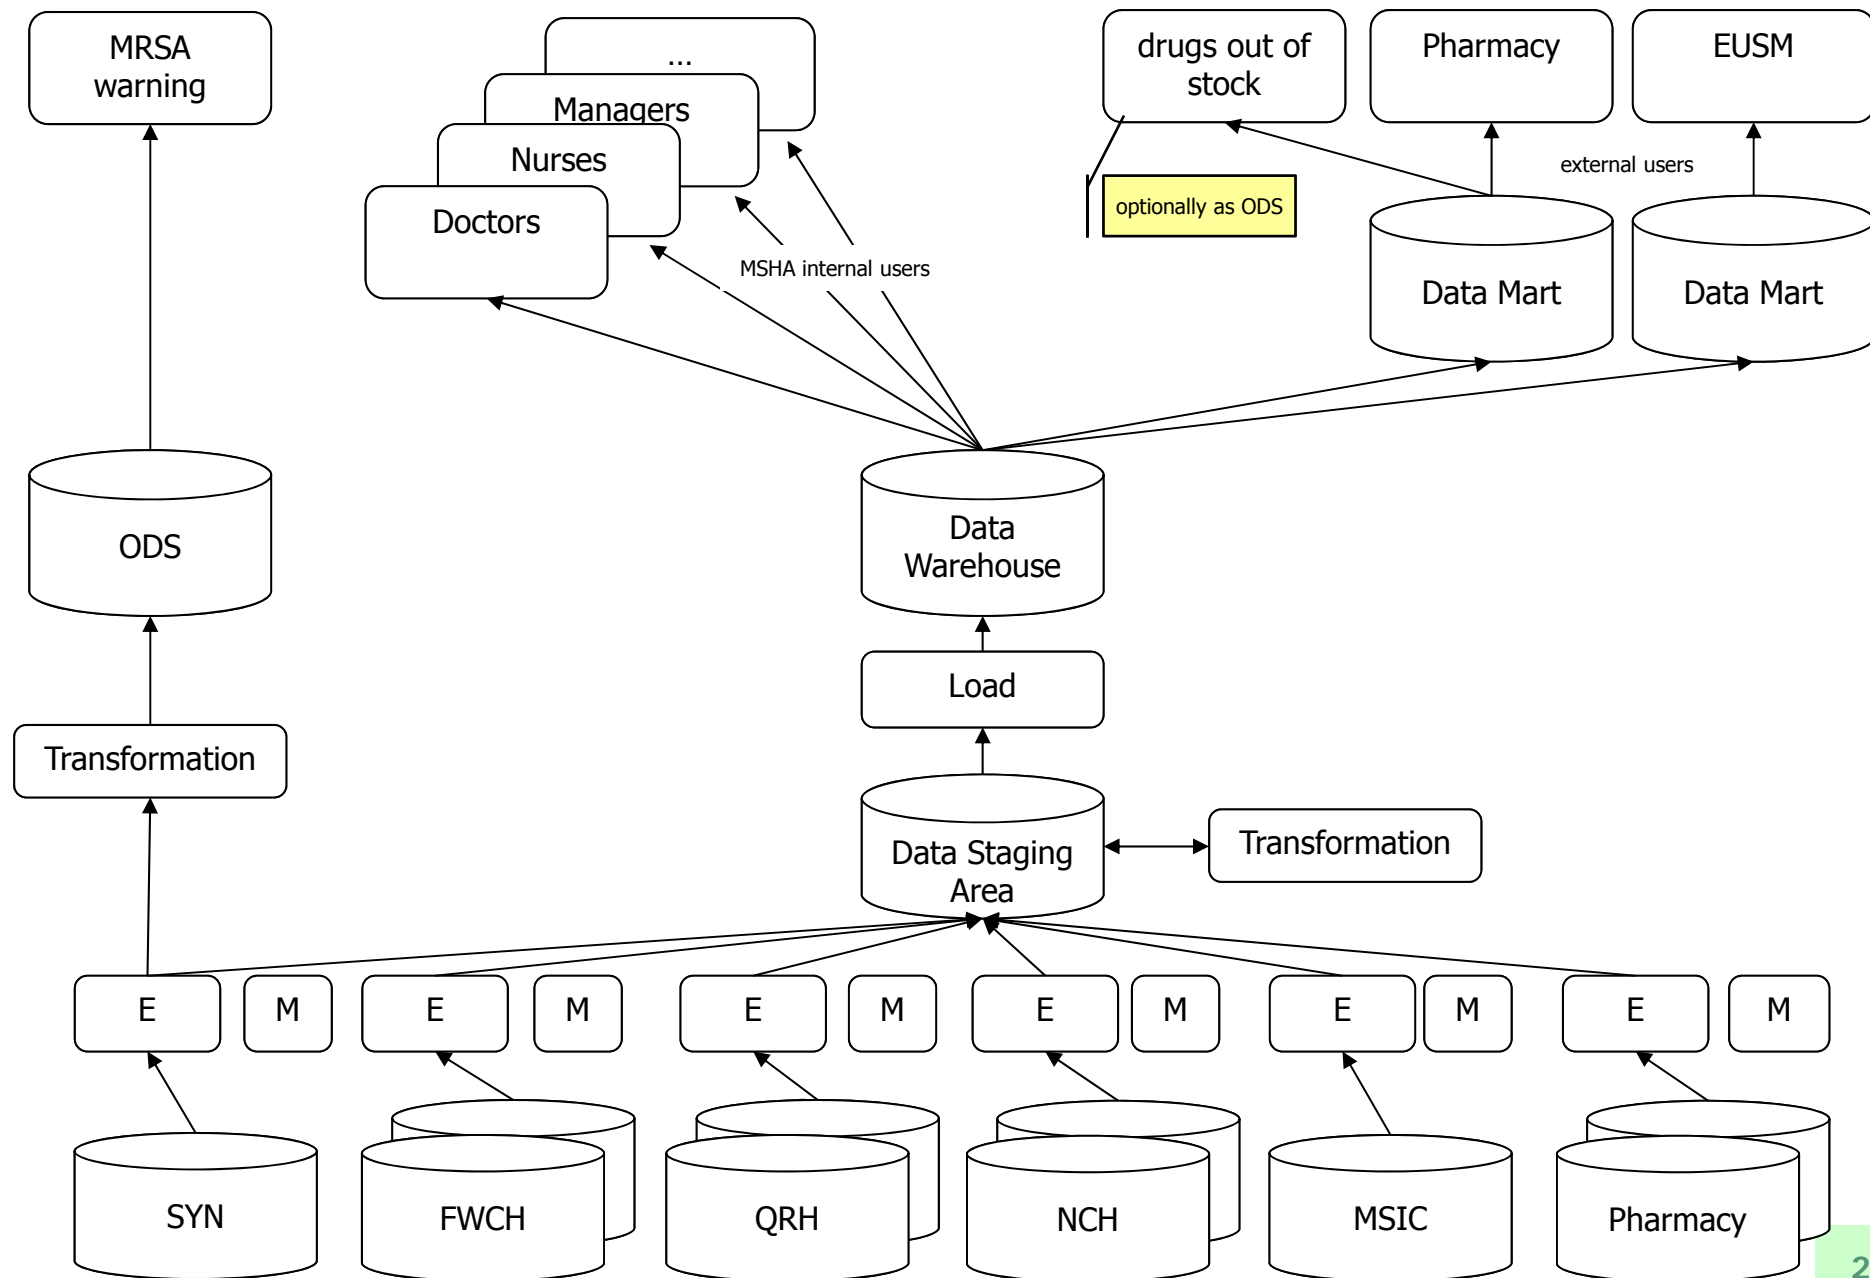 MRSA
warning
...
Managers
Nurses
Doctors
MSHA internal users
drugs out of
stock
optionally as ODS
Pharmacy
EUSM
external users
Data Mart
Data Mart
ODS
Data
Warehouse
Load
Transformation
Data Staging
Area
Transformation
E
M
E
M
E
M
E
M
E
M
E
M
SYN
FWCH
QRH
NCH
MSIC
Pharmacy
2